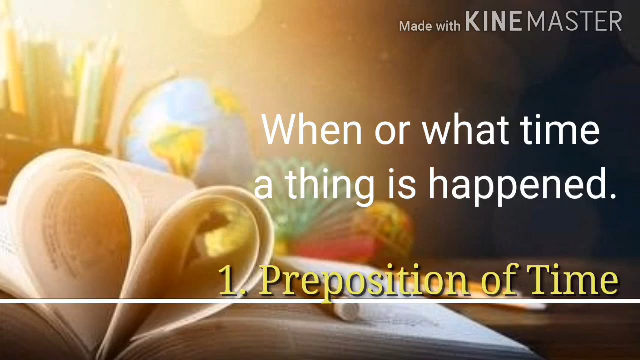 Made with KINEMASTER
When or what time
a thing is happened.
1. Preposition of Time